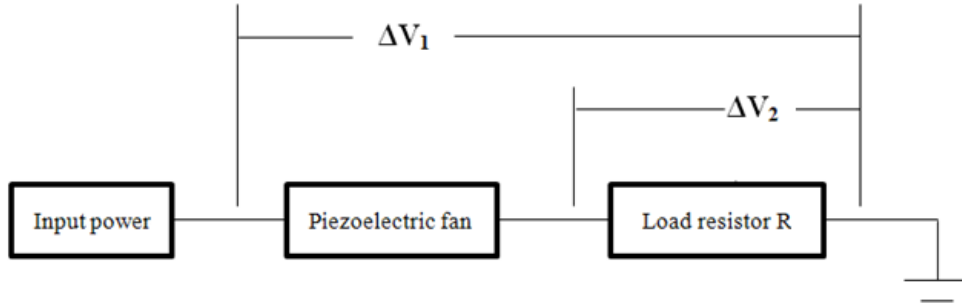 ΔV₁
ΔV₂
Input power
Piezoelectric fan
Load resistor R